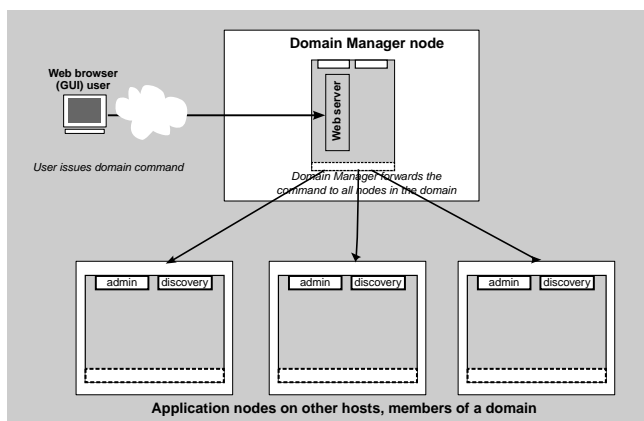 Domain Manager node
Web browser
(GUI) user
Web server
User issues domain command
Domain Manager forwards the
command to all nodes in the domain
admin discovery
admin discovery
admin discovery
Application nodes on other hosts, members of a domain